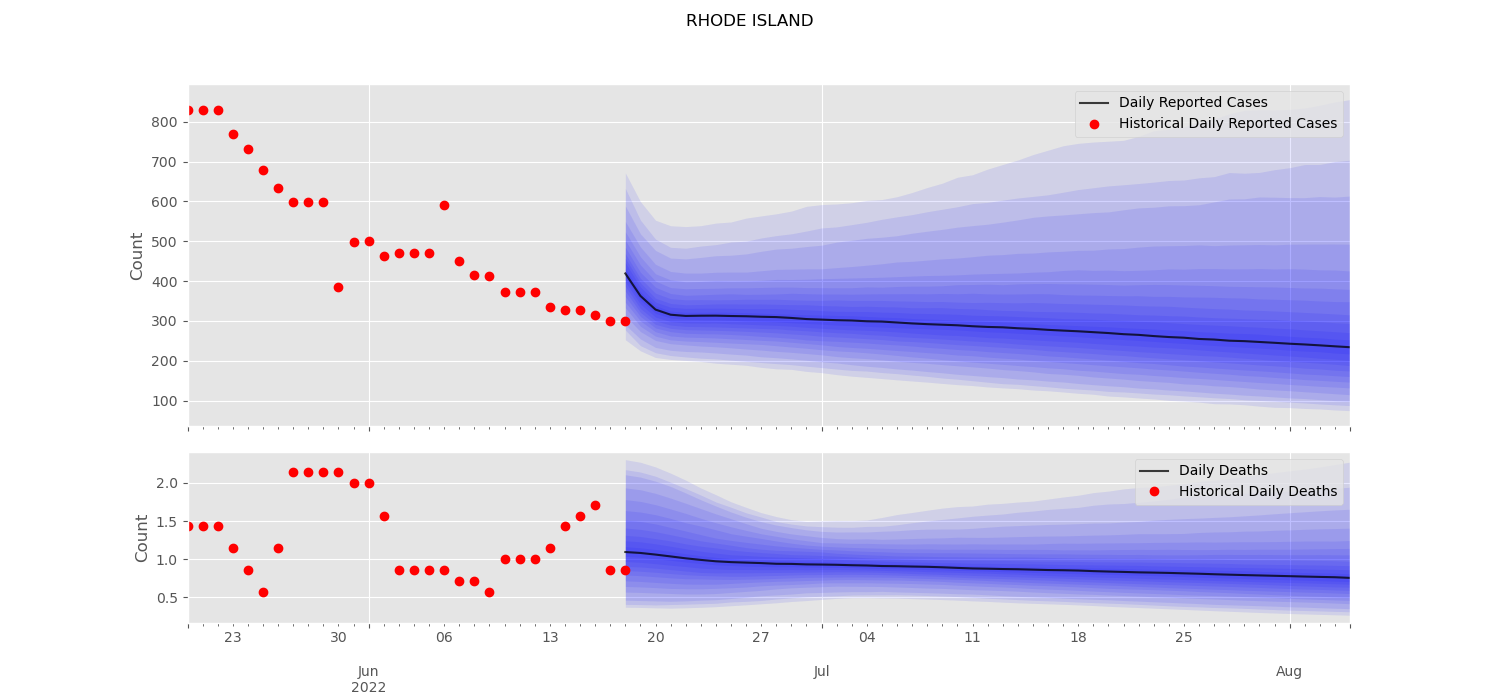 RHODE ISLAND
Daily Reported Cases
Historical Daily Reported Cases
Count
800
700
600
500
400
300
200
100
Daily Deaths
Historical Daily Deaths
Count
2.0
1.5
1.0
0.5
23 30 06 13 20 27 04 11 18 25
Jun Jul Aug
2022